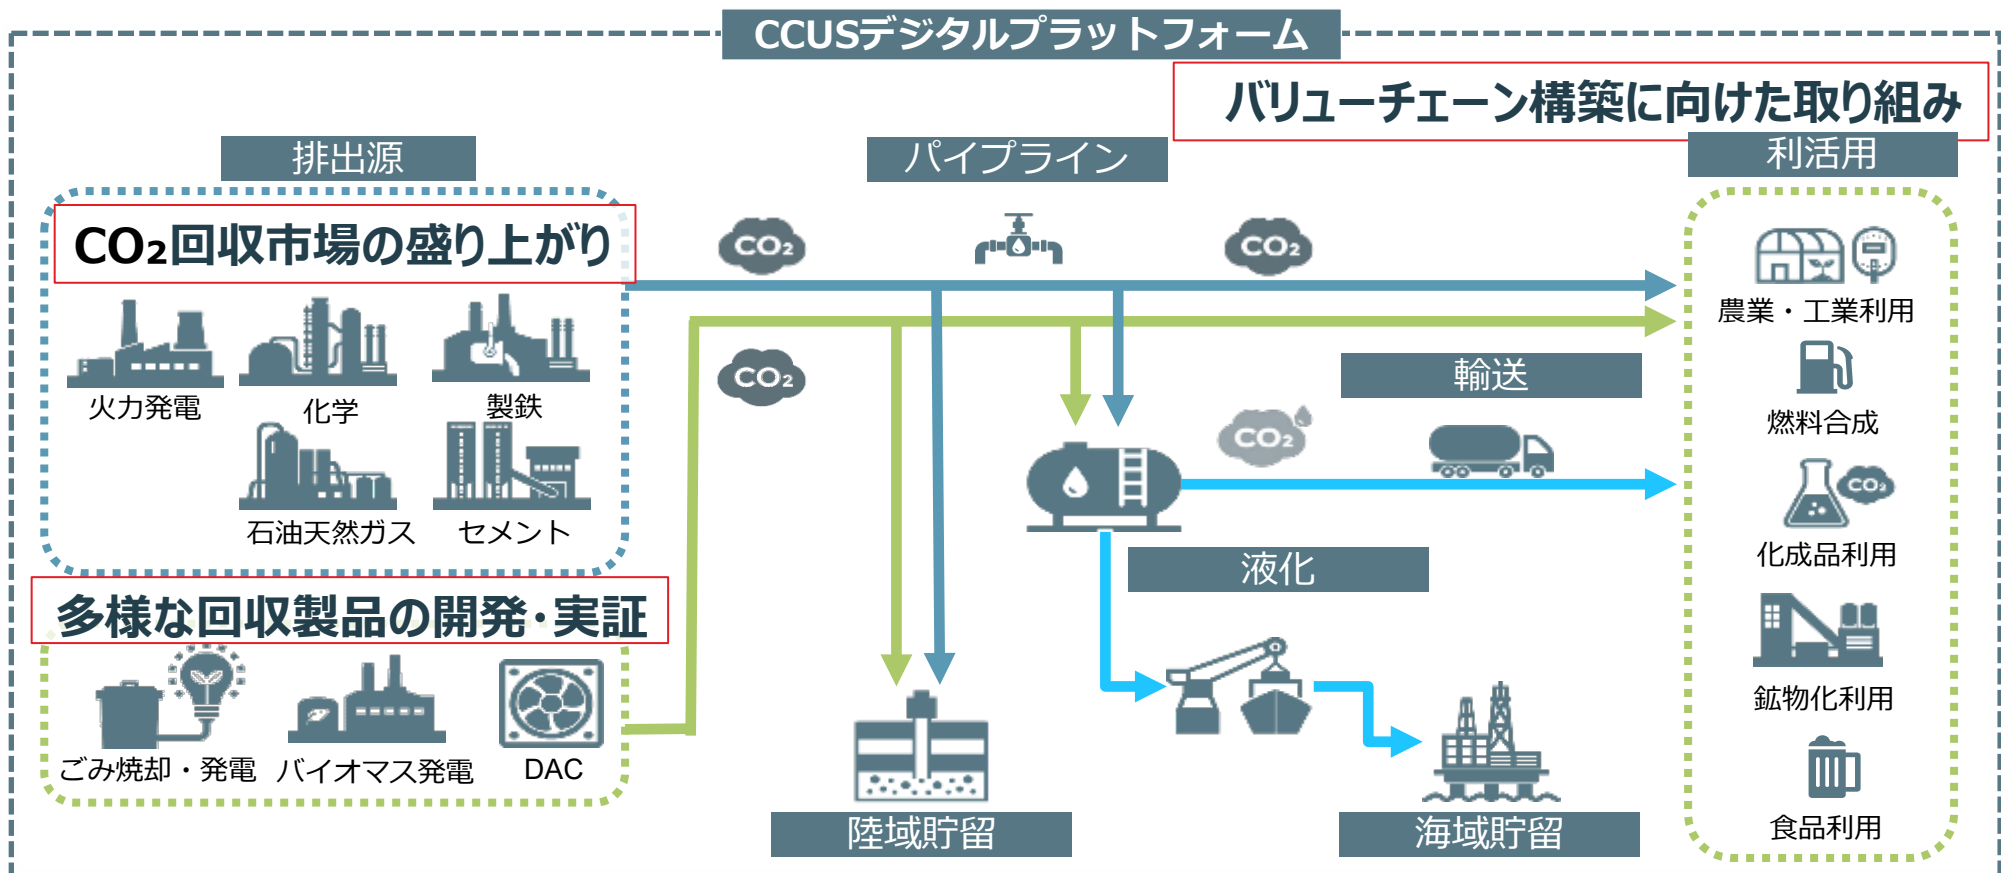 CCUSデジタルプラットフォーム
バリューチェーン構築に向けた取り組み
排出源
パイプライン
利活用
CO₂回収市場の盛り上がり
CO₂
CO₂
農業・工業利用
火力発電
化学
製鉄
CO₂
輸送
燃料合成
CO₂
石油天然ガス
セメント
CO₂
化成品利用
液化
多様な回収製品の開発・実証
鉱物化利用
ごみ焼却・発電
バイオマス発電
DAC
陸域貯留
海域貯留
食品利用